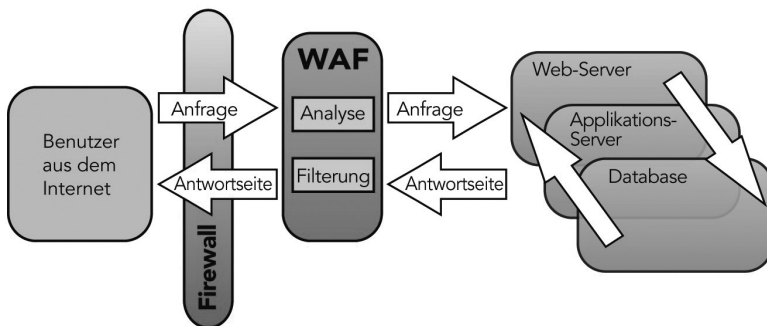 Benutzer
aus dem
Internet
Anfrage
Antwortseite
Firewall
WAF
Analyse
Filterung
Anfrage
Antwortseite
Web-Server
Applikations-
Server
Database